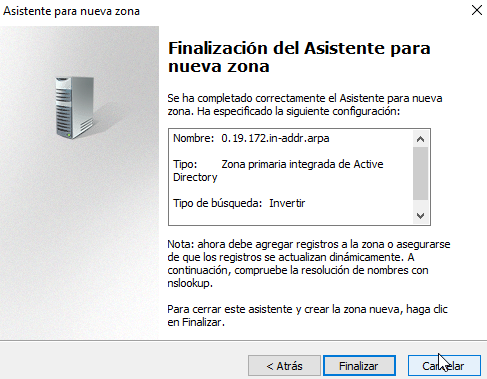 Asistente para nueva zona
Finalización del Asistente para
nueva zona
Se ha completado correctamente el Asistente para nueva
zona. Ha especificado la siguiente configuración:
Nombre: 0.19.172.in-addr.arpa
Tipo: Zona primaria integrada de Active
Directory
Tipo de búsqueda: Invertir
Nota: ahora debe agregar registros a la zona o asegurarse
de que los registros se actualizan dinámicamente. A
continuación, compruebe la resolución de nombres con
nslookup.
Para cerrar este asistente y crear la zona nueva, haga clic
en Finalizar.
< Atrás Finalizar Cancelar